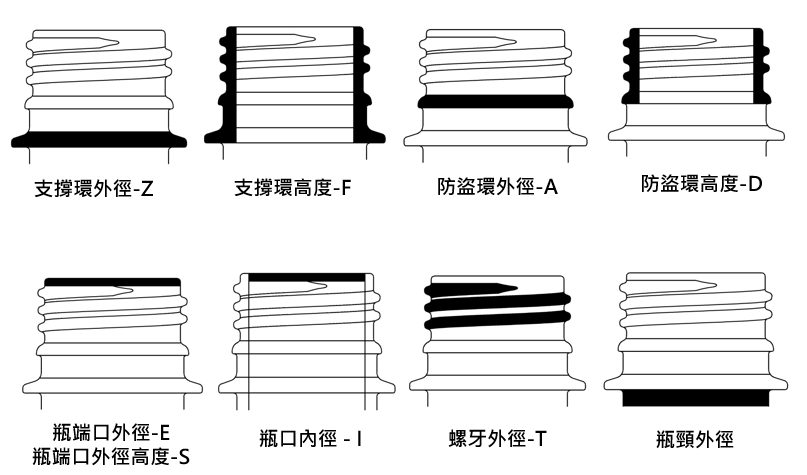 支撐環外徑-Z
支撐環高度-F
防盜環外徑-A
防盜環高度-D
瓶端口外徑-E
瓶端口外徑高度-S
瓶口內徑 - I
螺牙外徑-T
瓶頸外徑